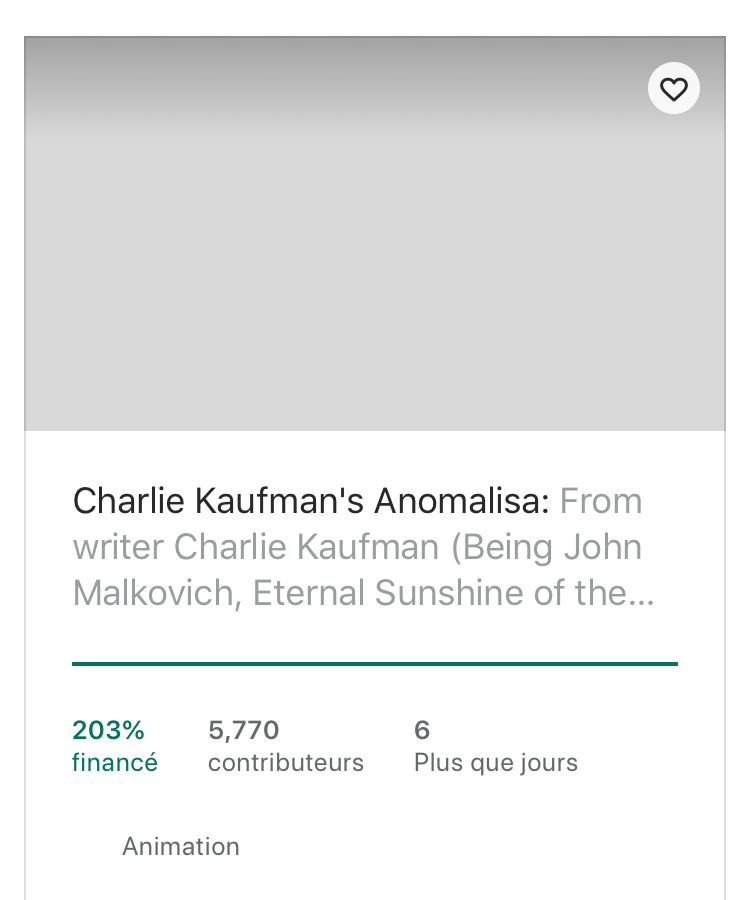 Charlie Kaufman's Anomalisa: From
writer Charlie Kaufman (Being John
Malkovich, Eternal Sunshine of the...
203% 5,770 6
financé contributeurs Plus que jours
Animation